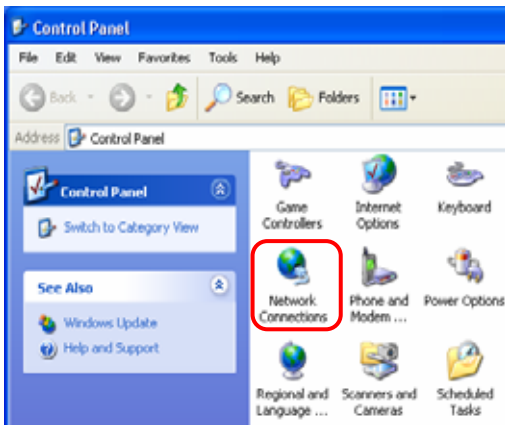 Control Panel
File Edit View Favorites Tools Help
Back Search Folders
Address Control Panel
Control Panel
Switch to Category View
See Also
Windows Update
Help and Support
Game Controllers
Internet Options
Keyboard
Network Connections
Phone and Modem ...
Power Options
Regional and Language ...
Scanners and Cameras
Scheduled Tasks